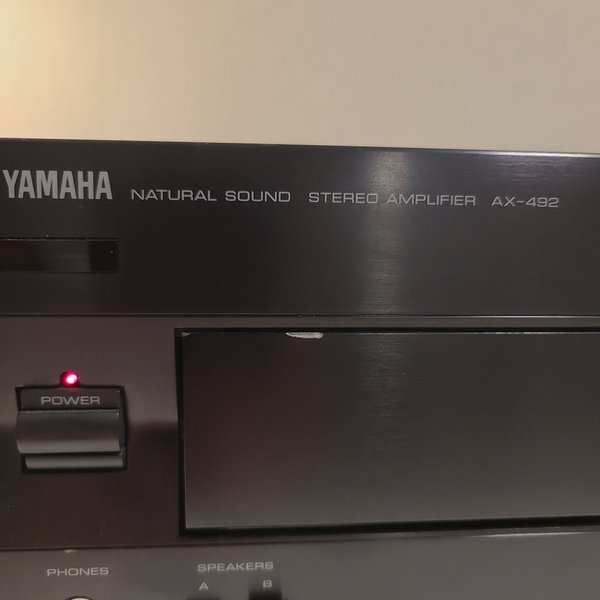 YAMAHA NATURAL SOUND STEREO AMPLIFIER AX-492
POWER
PHONES SPEAKERS
A B